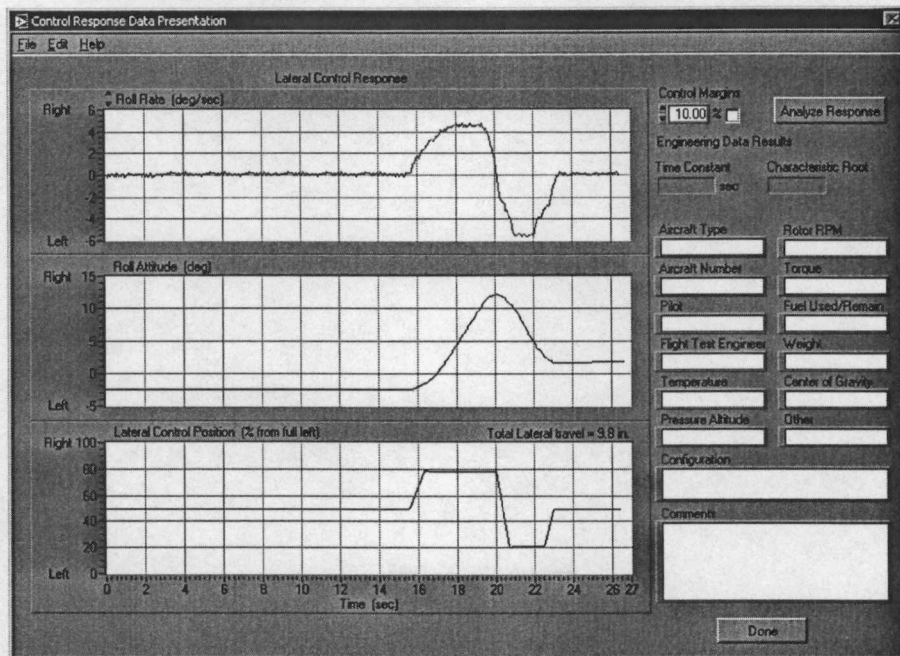 Control Response Data Presentation
File Edit Help
Lateral Control Response
Right
Roll Rate (deg/sec)
6
4
2
0
-2
-4
Left
-6
Right
Roll Attitude (deg)
15
10
5
0
Left
-5
Right
100
Lateral Control Position (% from full left)
Total Lateral travel = 9.8 in.
80
60
40
20
Left
0
0 2 4 6 8 10 12 14 16 18 20 22 24 26 27
Time (sec)
Control Margins
10.00 %
Analyze Response
Engineering Data Results
Time Constant
sec
Characteristic Root
Aircraft Type
Rotor RPM
Aircraft Number
Torque
Pilot
Fuel Used/Remain
Flight Test Engineer
Weight
Temperature
Center of Gravity
Pressure Altitude
Other
Configuration
Comments
Done